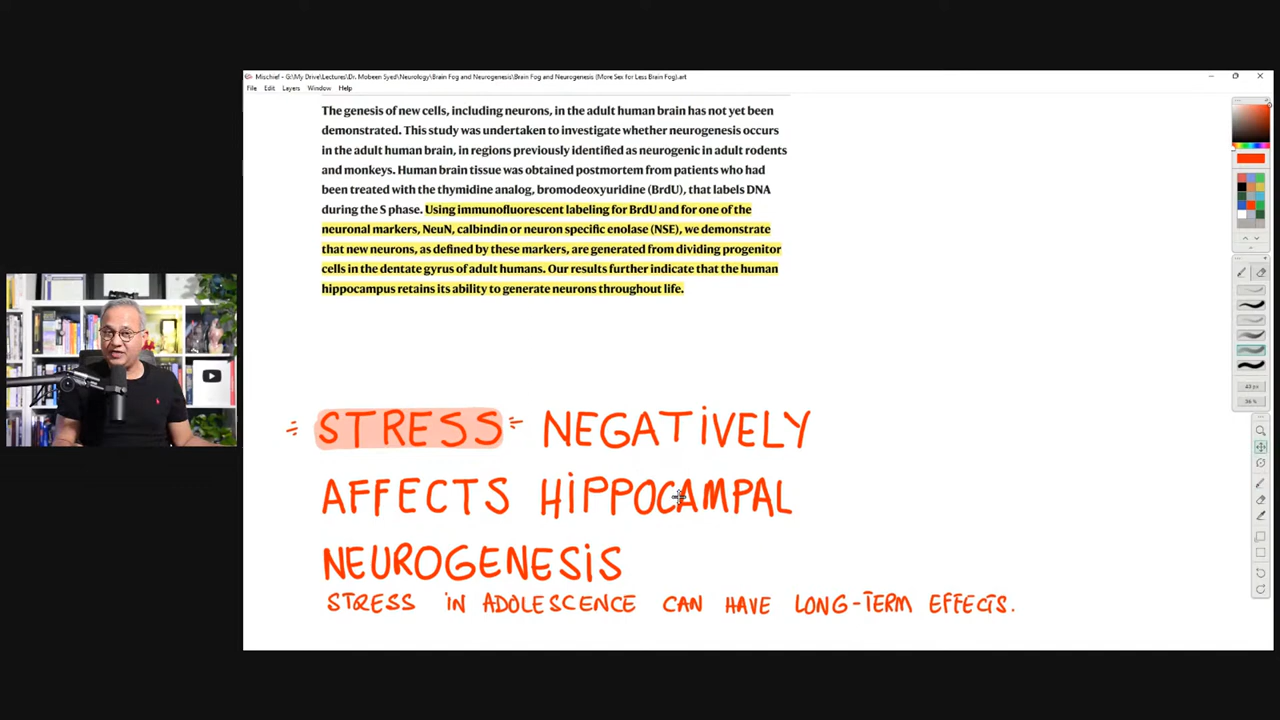 Mischief - G:\My Drive\Lectures\Dr. Mobeen Syed\Neurology\Brain Fog and Neurogenesis\Brain Fog and Neurogenesis (More Sex for Less Brain Fog).art
File Edit Layers Window Help
The genesis of new cells, including neurons, in the adult human brain has not yet been
demonstrated. This study was undertaken to investigate whether neurogenesis occurs
in the adult human brain, in regions previously identified as neurogenic in adult rodents
and monkeys. Human brain tissue was obtained postmortem from patients who had
been treated with the thymidine analog, bromodeoxyuridine (BrdU), that labels DNA
during the S phase. Using immunofluorescent labeling for BrdU and for one of the
neuronal markers, NeuN, calbindin or neuron specific enolase (NSE), we demonstrate
that new neurons, as defined by these markers, are generated from dividing progenitor
cells in the dentate gyrus of adult humans. Our results further indicate that the human
hippocampus retains its ability to generate neurons throughout life.
STRESS NEGATiVELY
AFFECTS HiPPOCAMPAL
NEUROGENESiS
STRESS iN ADOLESCENCE CAN HAVE LONG-TERM EFFECTS.